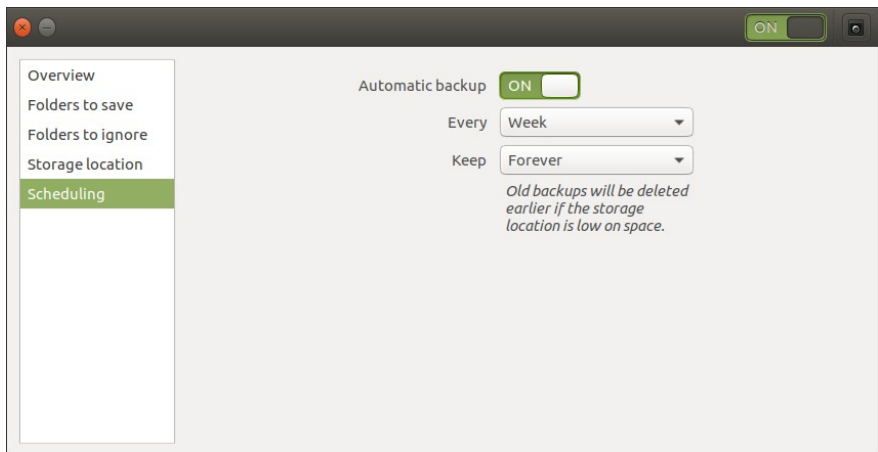 ON
Overview
Folders to save
Folders to ignore
Storage location
Scheduling
Automatic backup ON
Every Week
Keep Forever
Old backups will be deleted
earlier if the storage
location is low on space.